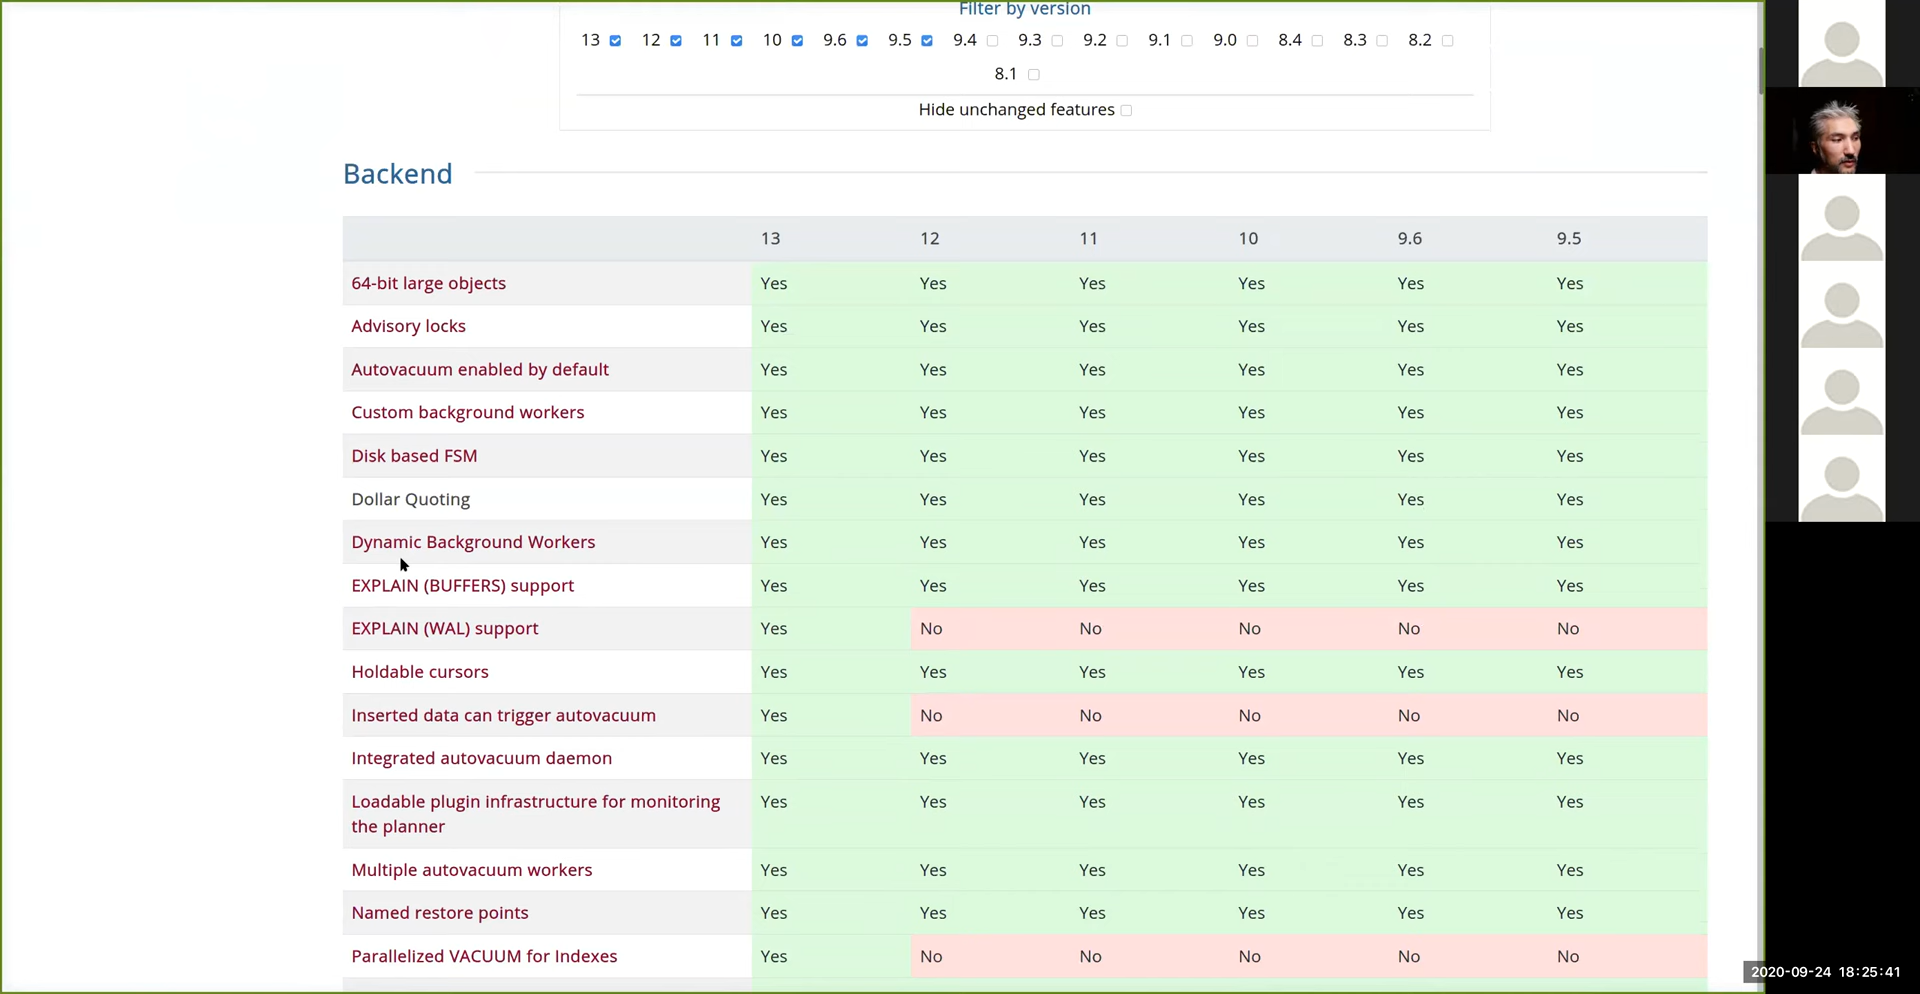 Filter by version
13 12 11 10 9.6 9.5 9.4 9.3 9.2 9.1 9.0 8.4 8.3 8.2
8.1
Hide unchanged features
Backend
13 12 11 10 9.6 9.5
64-bit large objects Yes Yes Yes Yes Yes Yes
Advisory locks Yes Yes Yes Yes Yes Yes
Autovacuum enabled by default Yes Yes Yes Yes Yes Yes
Custom background workers Yes Yes Yes Yes Yes Yes
Disk based FSM Yes Yes Yes Yes Yes Yes
Dollar Quoting Yes Yes Yes Yes Yes Yes
Dynamic Background Workers Yes Yes Yes Yes Yes Yes
EXPLAIN (BUFFERS) support Yes Yes Yes Yes Yes Yes
EXPLAIN (WAL) support Yes No No No No No
Holdable cursors Yes Yes Yes Yes Yes Yes
Inserted data can trigger autovacuum Yes No No No No No
Integrated autovacuum daemon Yes Yes Yes Yes Yes Yes
Loadable plugin infrastructure for monitoring Yes Yes Yes Yes Yes Yes
the planner
Multiple autovacuum workers Yes Yes Yes Yes Yes Yes
Named restore points Yes Yes Yes Yes Yes Yes
Parallelized VACUUM for Indexes Yes No No No No No
2020-09-24 18:25:41